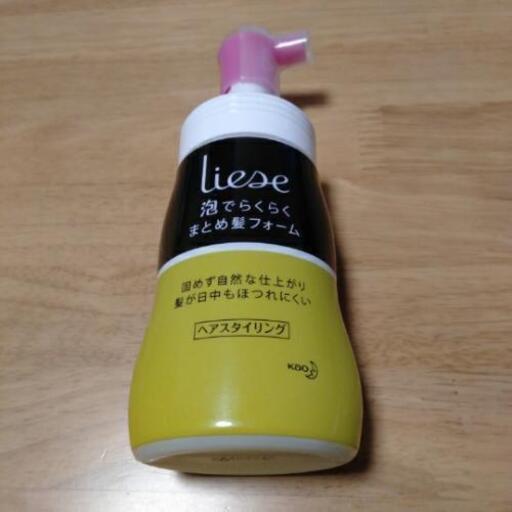 liese
泡でらくらく
まとめ髪フォーム
固めず自然な仕上がり
髪が日中もほつれにくい
ヘアスタイリング
Kao